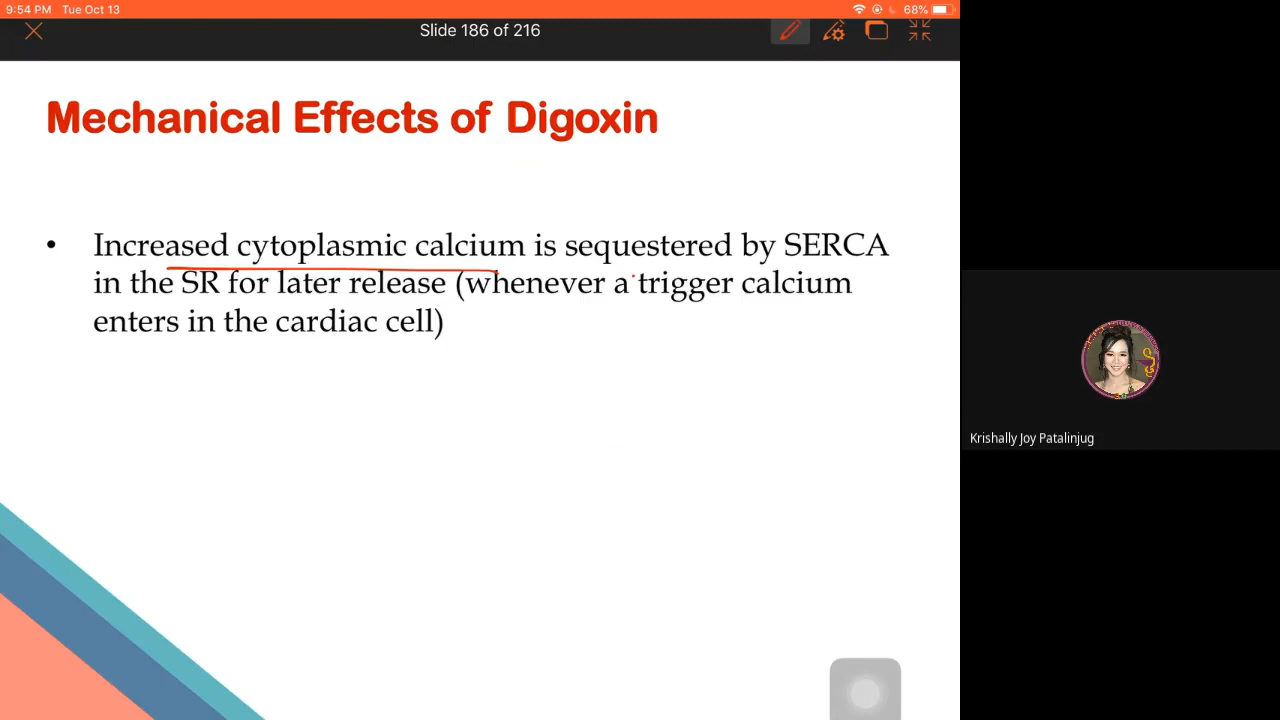 9:54 PM Tue Oct 13
68%
Slide 186 of 216
Mechanical Effects of Digoxin
• Increased cytoplasmic calcium is sequestered by SERCA
in the SR for later release (whenever a trigger calcium
enters in the cardiac cell)
Krishally Joy Patalinjug